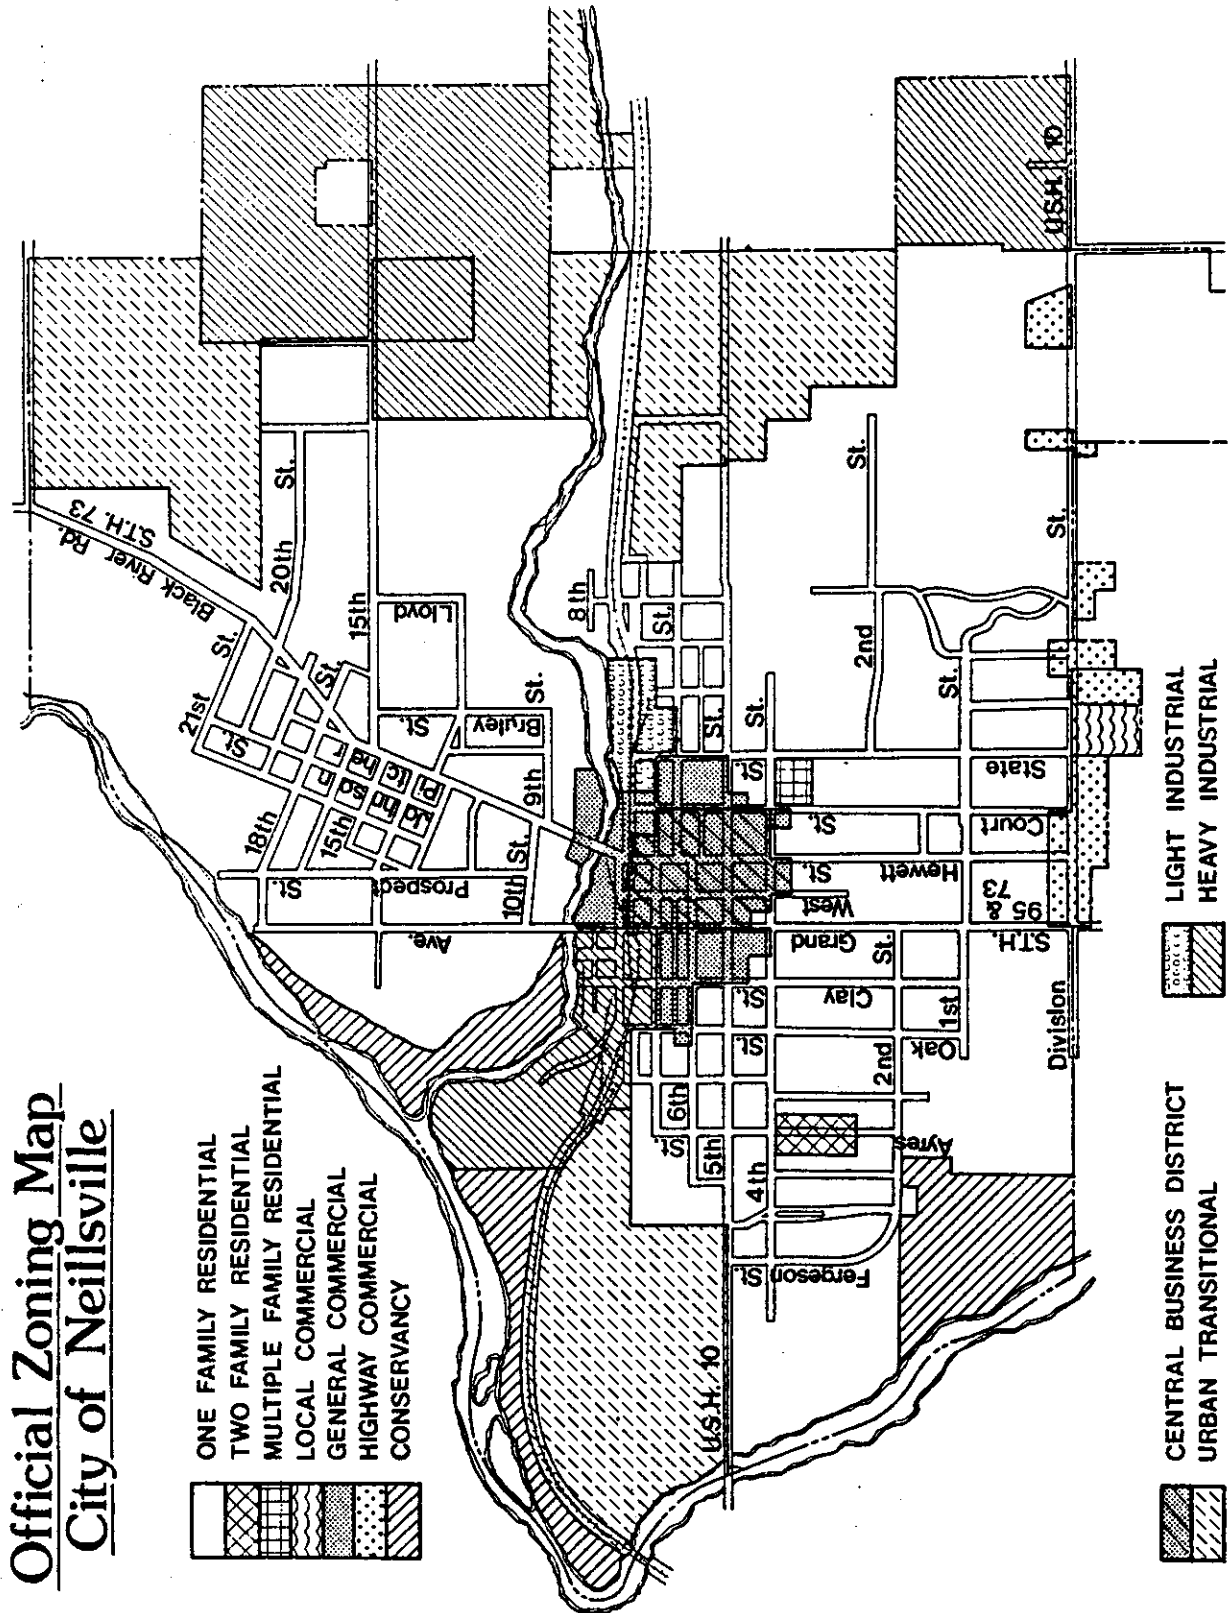 Official Zoning Map
City of Neillsville
ONE FAMILY RESIDENTIAL
TWO FAMILY RESIDENTIAL
MULTIPLE FAMILY RESIDENTIAL
LOCAL COMMERCIAL
GENERAL COMMERCIAL
HIGHWAY COMMERCIAL
CONSERVANCY
CENTRAL BUSINESS DISTRICT
URBAN TRANSITIONAL
LIGHT INDUSTRIAL
HEAVY INDUSTRIAL
Black River Rd.
S.T.H. 73
21st St.
20th St.
St.
18th
15th
15th
Johnson
Pitcher
St.
Prospect St.
Lloyd
Bruley St.
9th St.
10th St.
Ave.
8th
St.
St.
St.
6th St.
5th
4th
St.
St.
St.
2nd St.
2nd St.
1st St.
U.S.H. 10
U.S.H. 10
Fergeson St.
Ayres
Oak
Clay
Grand
West
Hewett St.
Court
State
S.T.H. 95 & 73
Division St.